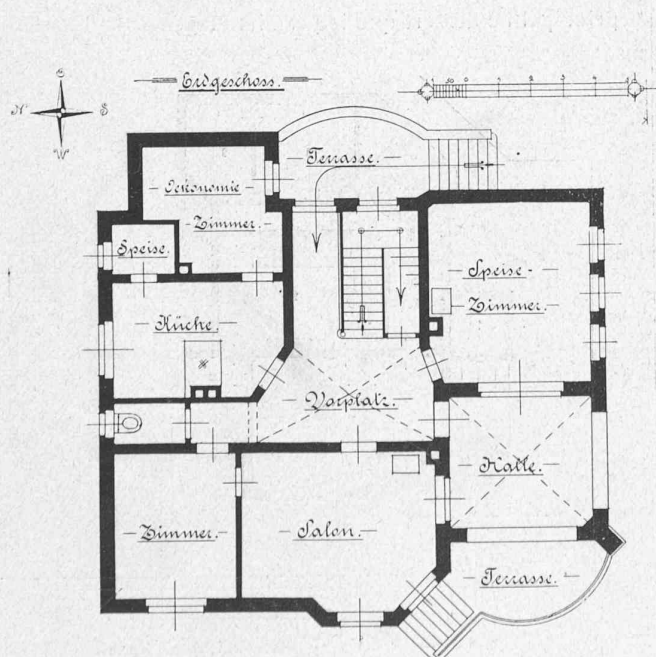 Erdgeschoss.
N
S
W
Terrasse.
Oekonomie
Zimmer.
Speise.
Küche.
Speise-
Zimmer.
Vorplatz.
Halle.
Zimmer.
Salon.
Terrasse.